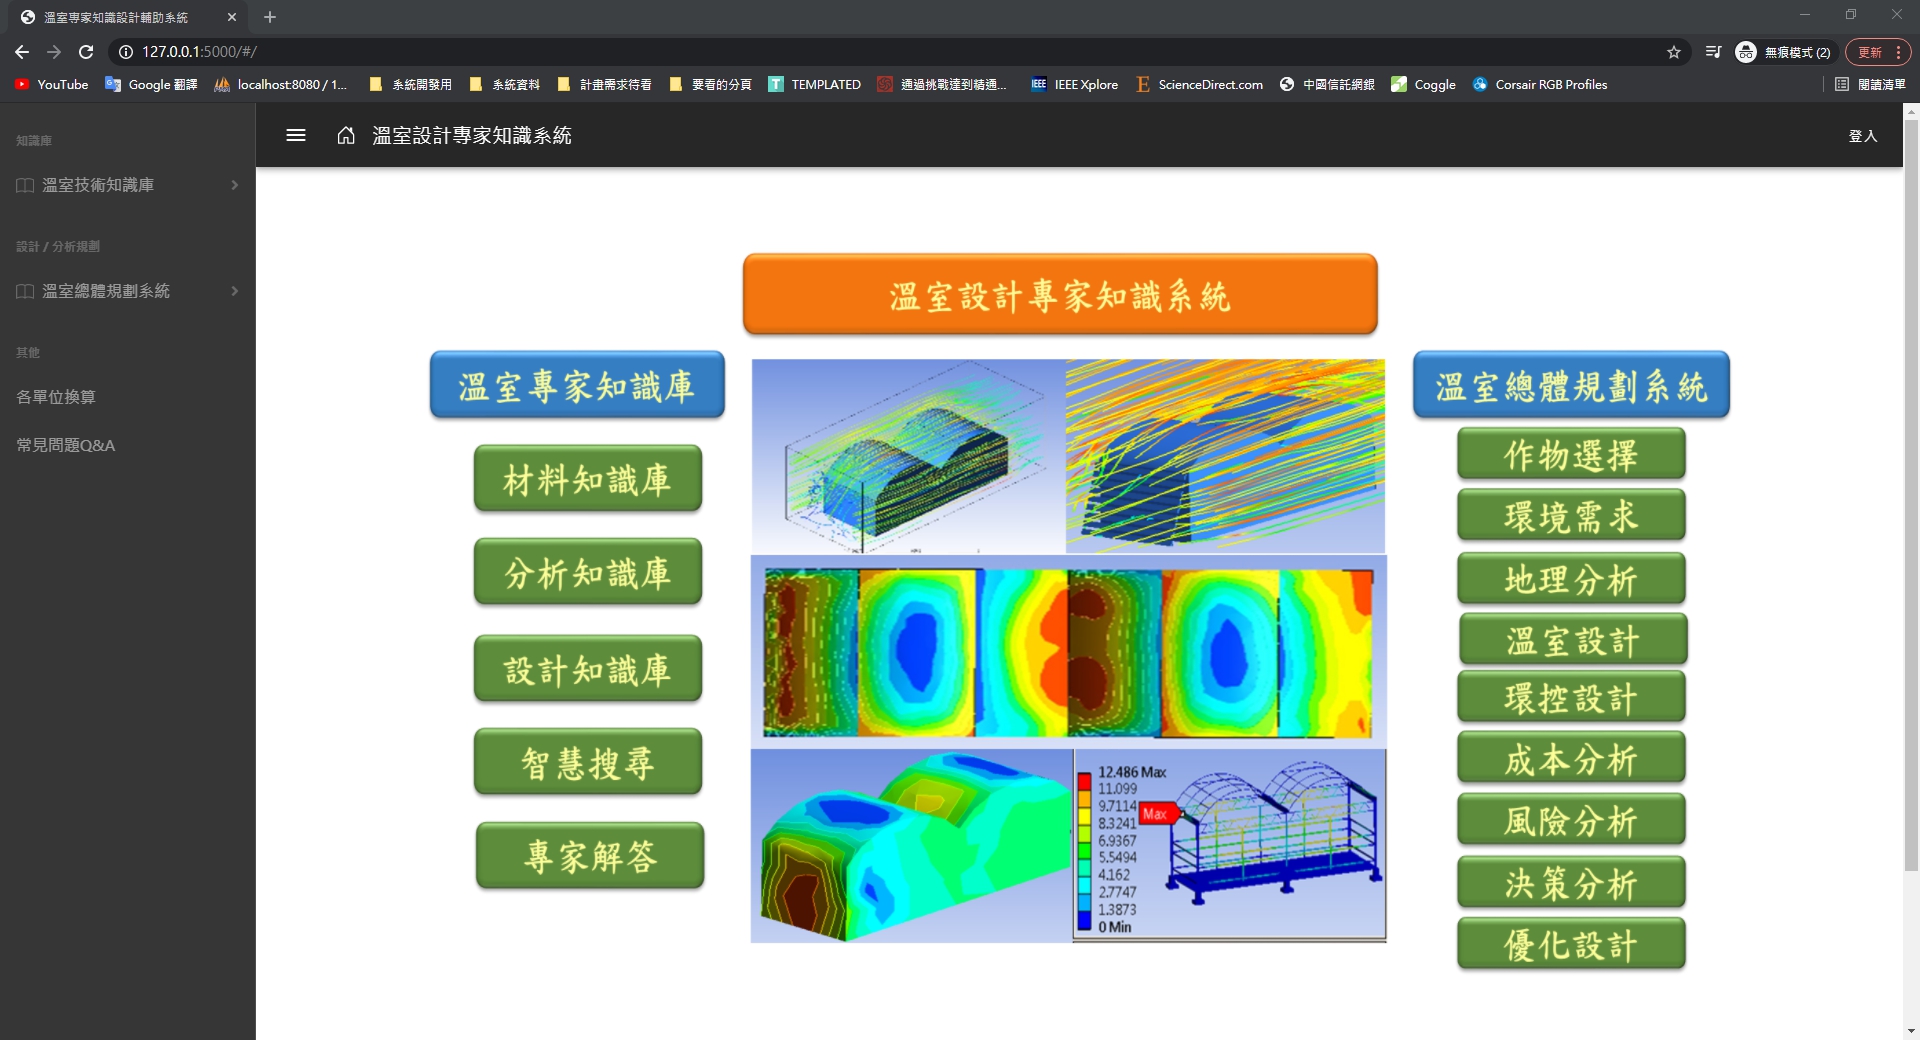 溫室専家知識設計輔助系統
127.0.0.1:5000/#/
無痕模式 (2)
更新
YouTube
Google 翻譯
localhost:8080 / 1...
系統開發用
系統資料
計畫需求待看
要看的分頁
TEMPLATED
通過挑戰達到精通...
IEEE Xplore
ScienceDirect.com
中國信託網銀
Coggle
Corsair RGB Profiles
閱讀清單
溫室設計專家知識系統
登入
知識庫
溫室技術知識庫
設計 / 分析規劃
溫室總體規劃系統
其他
各單位換算
常見問題Q&A
溫室設計專家知識系統
溫室專家知識庫
材料知識庫
分析知識庫
設計知識庫
智慧搜尋
專家解答
12.486 Max
11.099
9.7114
8.3241
6.9367
5.5494
4.162
2.7747
1.3873
0 Min
Max
溫室總體規劃系統
作物選擇
環境需求
地理分析
溫室設計
環控設計
成本分析
風險分析
決策分析
優化設計